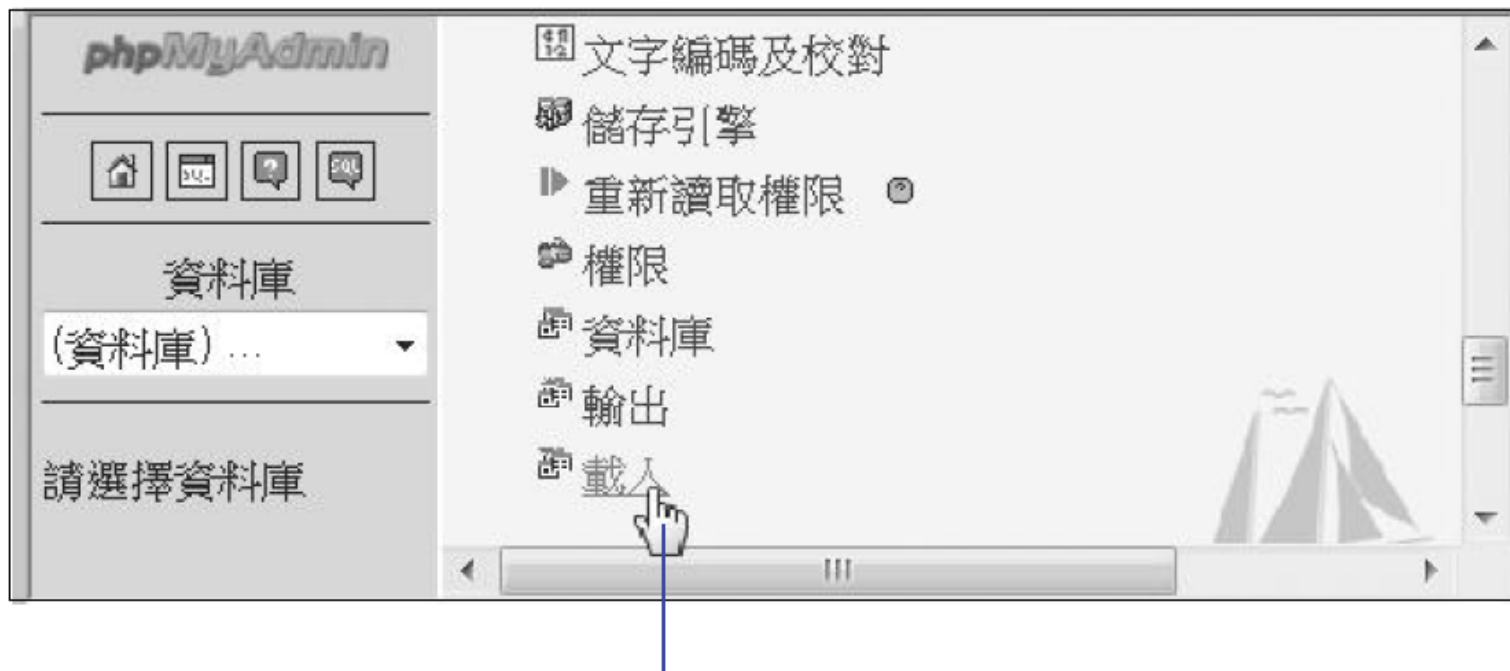 phpMyAdmin
SQL
SQL
資料庫
(資料庫) ...
請選擇資料庫
文字編碼及校對
儲存引擎
重新讀取權限
權限
資料庫
輸出
載入